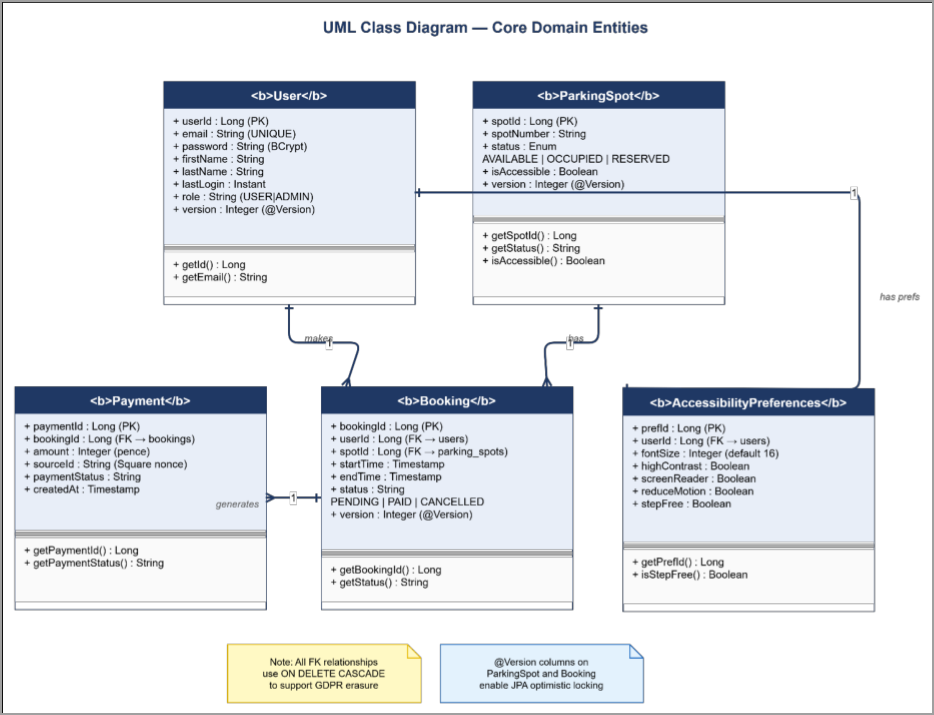 UML Class Diagram — Core Domain Entities
<b>User</b>
+ userId : Long (PK)
+ email : String (UNIQUE)
+ password : String (BCrypt)
+ firstName : String
+ lastName : String
+ lastLogin : Instant
+ role : String (USER|ADMIN)
+ version : Integer (@Version)
+ getId() : Long
+ getEmail() : String
<b>ParkingSpot</b>
+ spotId : Long (PK)
+ spotNumber : String
+ status : Enum
AVAILABLE | OCCUPIED | RESERVED
+ isAccessible : Boolean
+ version : Integer (@Version)
+ getSpotId() : Long
+ getStatus() : String
+ isAccessible() : Boolean
1
has prefs
makes
1
has
1
<b>Payment</b>
+ paymentId : Long (PK)
+ bookingId : Long (FK → bookings)
+ amount : Integer (pence)
+ sourceId : String (Square nonce)
+ paymentStatus : String
+ createdAt : Timestamp
generates
1
+ getPaymentId() : Long
+ getPaymentStatus() : String
<b>Booking</b>
+ bookingId : Long (PK)
+ userId : Long (FK → users)
+ spotId : Long (FK → parking_spots)
+ startTime : Timestamp
+ endTime : Timestamp
+ status : String
PENDING | PAID | CANCELLED
+ version : Integer (@Version)
+ getBookingId() : Long
+ getStatus() : String
<b>AccessibilityPreferences</b>
+ prefId : Long (PK)
+ userId : Long (FK → users)
+ fontSize : Integer (default 16)
+ highContrast : Boolean
+ screenReader : Boolean
+ reduceMotion : Boolean
+ stepFree : Boolean
+ getPrefId() : Long
+ isStepFree() : Boolean
Note: All FK relationships
use ON DELETE CASCADE
to support GDPR erasure
@Version columns on
ParkingSpot and Booking
enable JPA optimistic locking